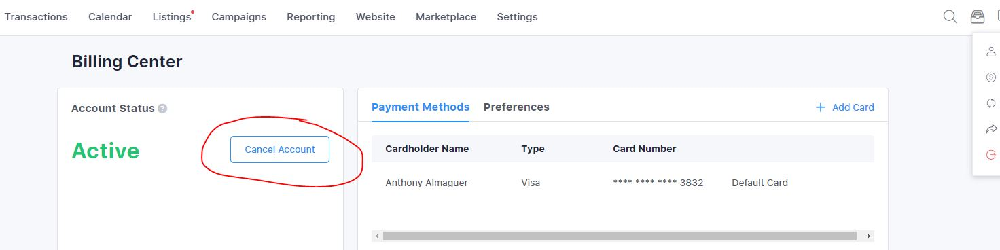 Transactions Calendar Listings Campaigns Reporting Website Marketplace Settings
Billing Center
Account Status ?
Active
Cancel Account
Payment Methods Preferences + Add Card
Cardholder Name Type Card Number
Anthony Almaguer Visa **** **** **** 3832 Default Card